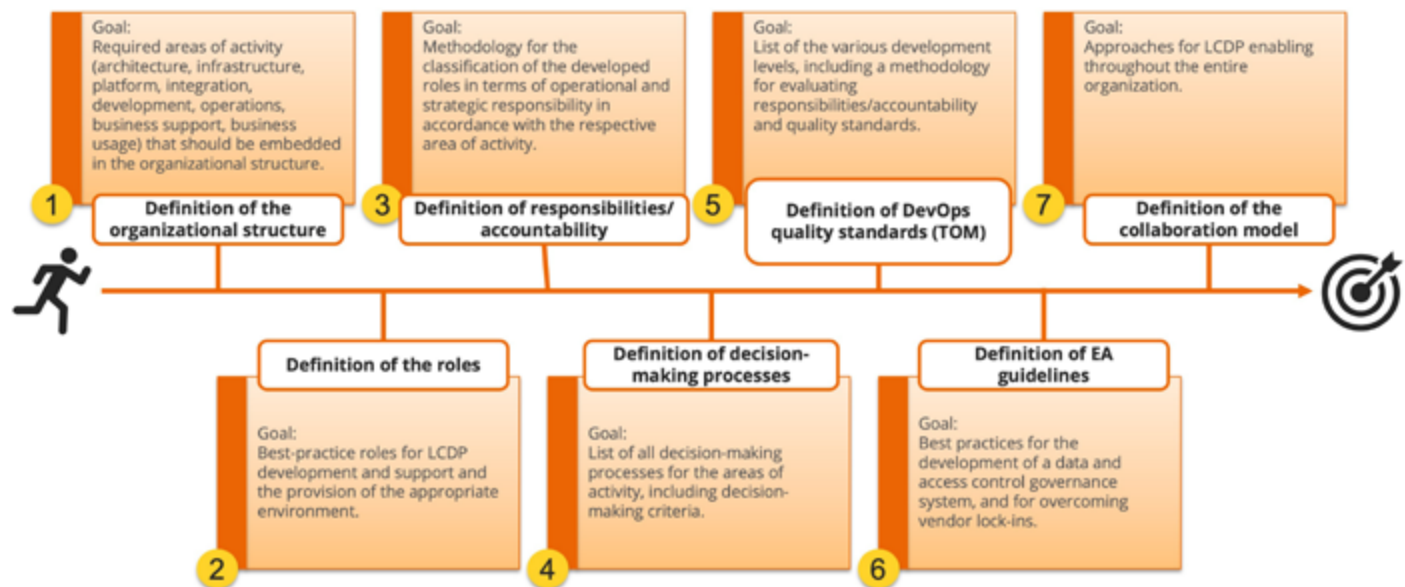 Goal:
Required areas of activity
(architecture, infrastructure,
platform, integration,
development, operations,
business support, business
usage) that should be embedded
in the organizational structure.
1
Definition of the
organizational structure
Goal:
Methodology for the
classification of the developed
roles in terms of operational and
strategic responsibility in
accordance with the respective
area of activity.
3
Definition of responsibilities/
accountability
Goal:
List of the various development
levels, including a methodology
for evaluating
responsibilities/accountability
and quality standards.
5
Definition of DevOps
quality standards (TOM)
Goal:
Approaches for LCDP enabling
throughout the entire
organization.
7
Definition of the
collaboration model
Definition of the roles
Goal:
Best-practice roles for LCDP
development and support and
the provision of the appropriate
environment.
2
Definition of decision-
making processes
Goal:
List of all decision-making
processes for the areas of
activity, including decision-
making criteria.
4
Definition of EA
guidelines
Goal:
Best practices for the
development of a data and
access control governance
system, and for overcoming
vendor lock-ins.
6